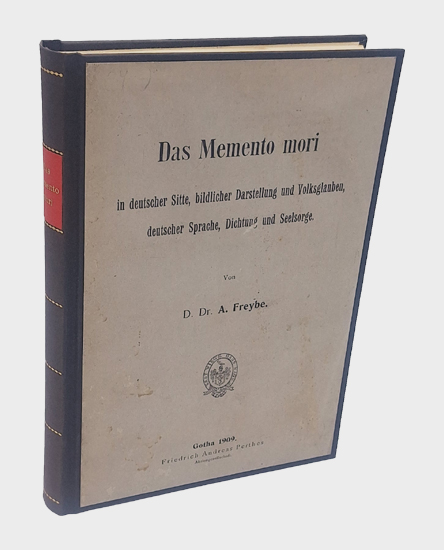 Das Memento mori
in deutscher Sitte, bildlicher Darstellung und Volksglauben,
deutscher Sprache, Dichtung und Seelsorge.
Von
D. Dr. A. Freybe.
Gotha 1909.
Friedrich Andreas Perthes
Aktiengesellschaft.